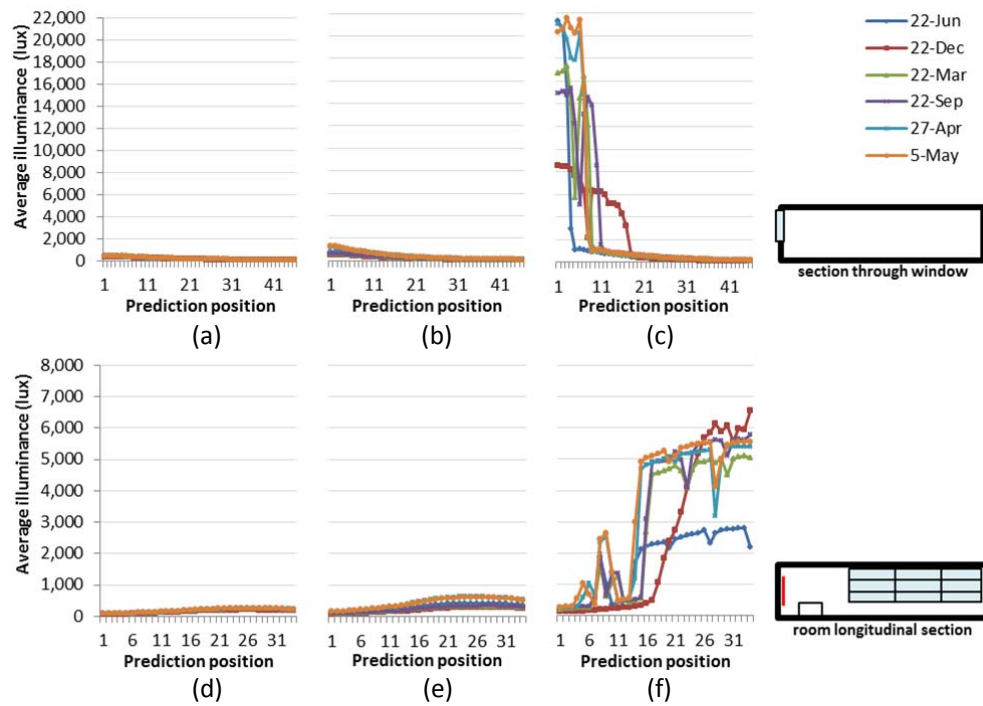 Average illuminance (lux)
22,000
20,000
18,000
16,000
14,000
12,000
10,000
8,000
6,000
4,000
2,000
0
1 11 21 31 41
1 11 21 31 41
1 11 21 31 41
Prediction position
Prediction position
Prediction position
(a)
(b)
(c)
22-Jun
22-Dec
22-Mar
22-Sep
27-Apr
5-May
section through window
Average illuminance (lux)
8,000
7,000
6,000
5,000
4,000
3,000
2,000
1,000
0
1 6 11 16 21 26 31
1 6 11 16 21 26 31
1 6 11 16 21 26 31
Prediction position
Prediction position
Prediction position
(d)
(e)
(f)
room longitudinal section